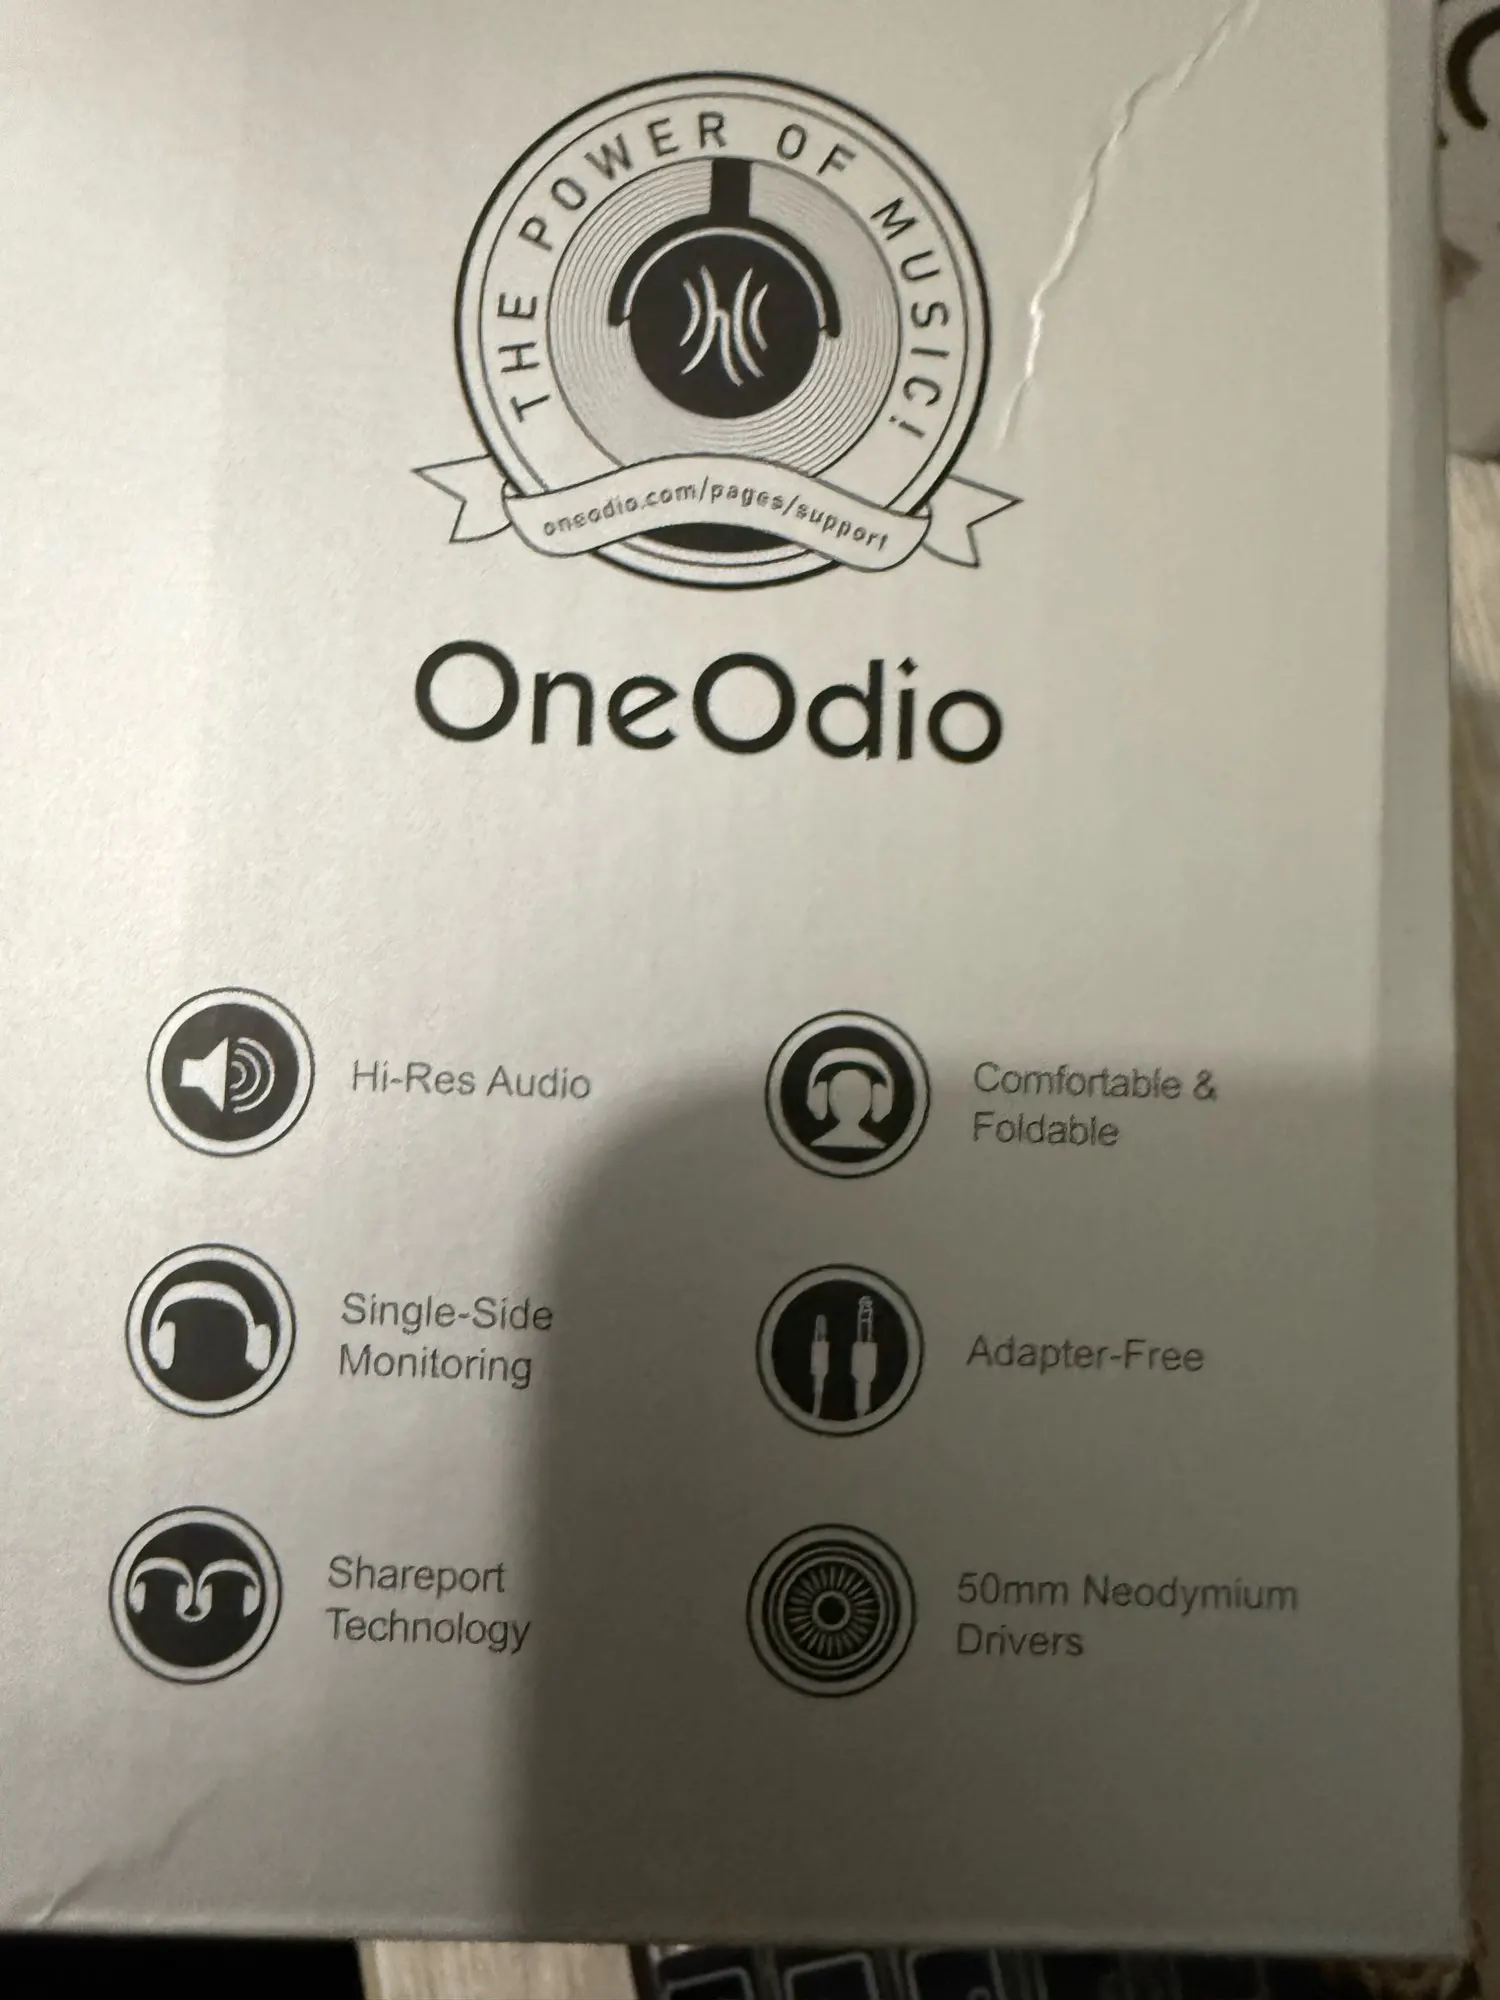 THE POWER OF MUSIC!
oneodio.com/pages/support
OneOdio
Hi-Res Audio
Comfortable &
Foldable
Single-Side
Monitoring
Adapter-Free
Shareport
Technology
50mm Neodymium
Drivers